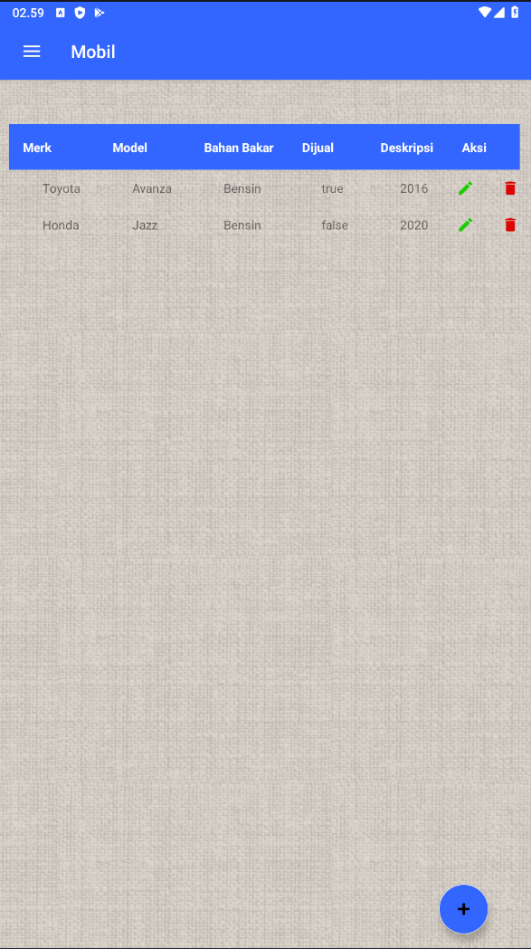 02.59
Mobil
Merk Model Bahan Bakar Dijual Deskripsi Aksi
Toyota Avanza Bensin true 2016
Honda Jazz Bensin false 2020
+